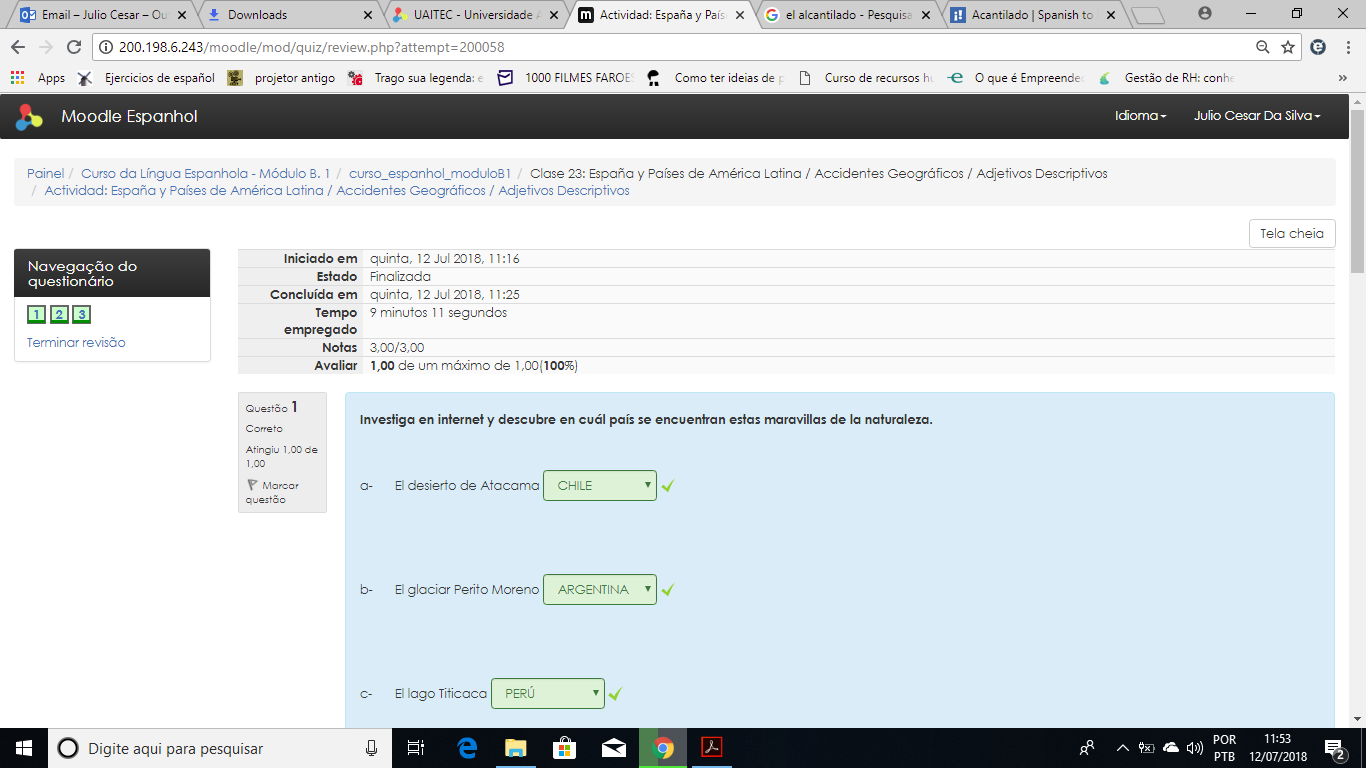 Email – Julio Cesar – Ou
Downloads
UAITEC - Universidade A
Actividad: España y País
el alcantilado - Pesquisa
Acantilado | Spanish to
200.198.6.243/moodle/mod/quiz/review.php?attempt=200058
Apps
Ejercicios de español
projetor antigo
Trago sua legenda: e
1000 FILMES FAROES
Como ter ideias de p
Curso de recursos hu
O que é Empreende
Gestão de RH: conhe
»
Moodle Espanhol
Idioma
Julio Cesar Da Silva
Painel / Curso da Língua Espanhola - Módulo B. 1 / curso_espanhol_moduloB1 / Clase 23: España y Países de América Latina / Accidentes Geográficos / Adjetivos Descriptivos
/ Actividad: España y Países de América Latina / Accidentes Geográficos / Adjetivos Descriptivos
Tela cheia
Navegação do
questionário
1 2 3
Terminar revisão
Iniciado em quinta, 12 Jul 2018, 11:16
Estado Finalizada
Concluída em quinta, 12 Jul 2018, 11:25
Tempo 9 minutos 11 segundos
empregado
Notas 3,00/3,00
Avaliar 1,00 de um máximo de 1,00(100%)
Questão 1
Correto
Atingiu 1,00 de
1,00
Marcar
questão
Investiga en internet y descubre en cuál país se encuentran estas maravillas de la naturaleza.
a- El desierto de Atacama CHILE
b- El glaciar Perito Moreno ARGENTINA
c- El lago Titicaca PERÚ
Digite aqui para pesquisar
POR
PTB
11:53
12/07/2018
2